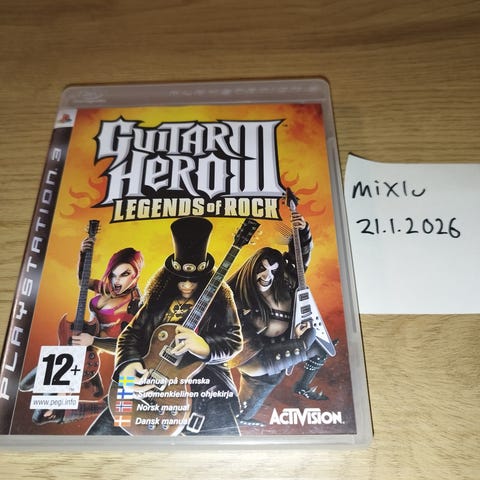 PLAYSTATION 3
GUITAR
HERO III
LEGENDS of ROCK
12+
www.pegi.info
Manual på svenska
Suomenkielinen ohjekirja
Norsk manual
Dansk manual
ACTIVISION
mixlu
21.1.2026